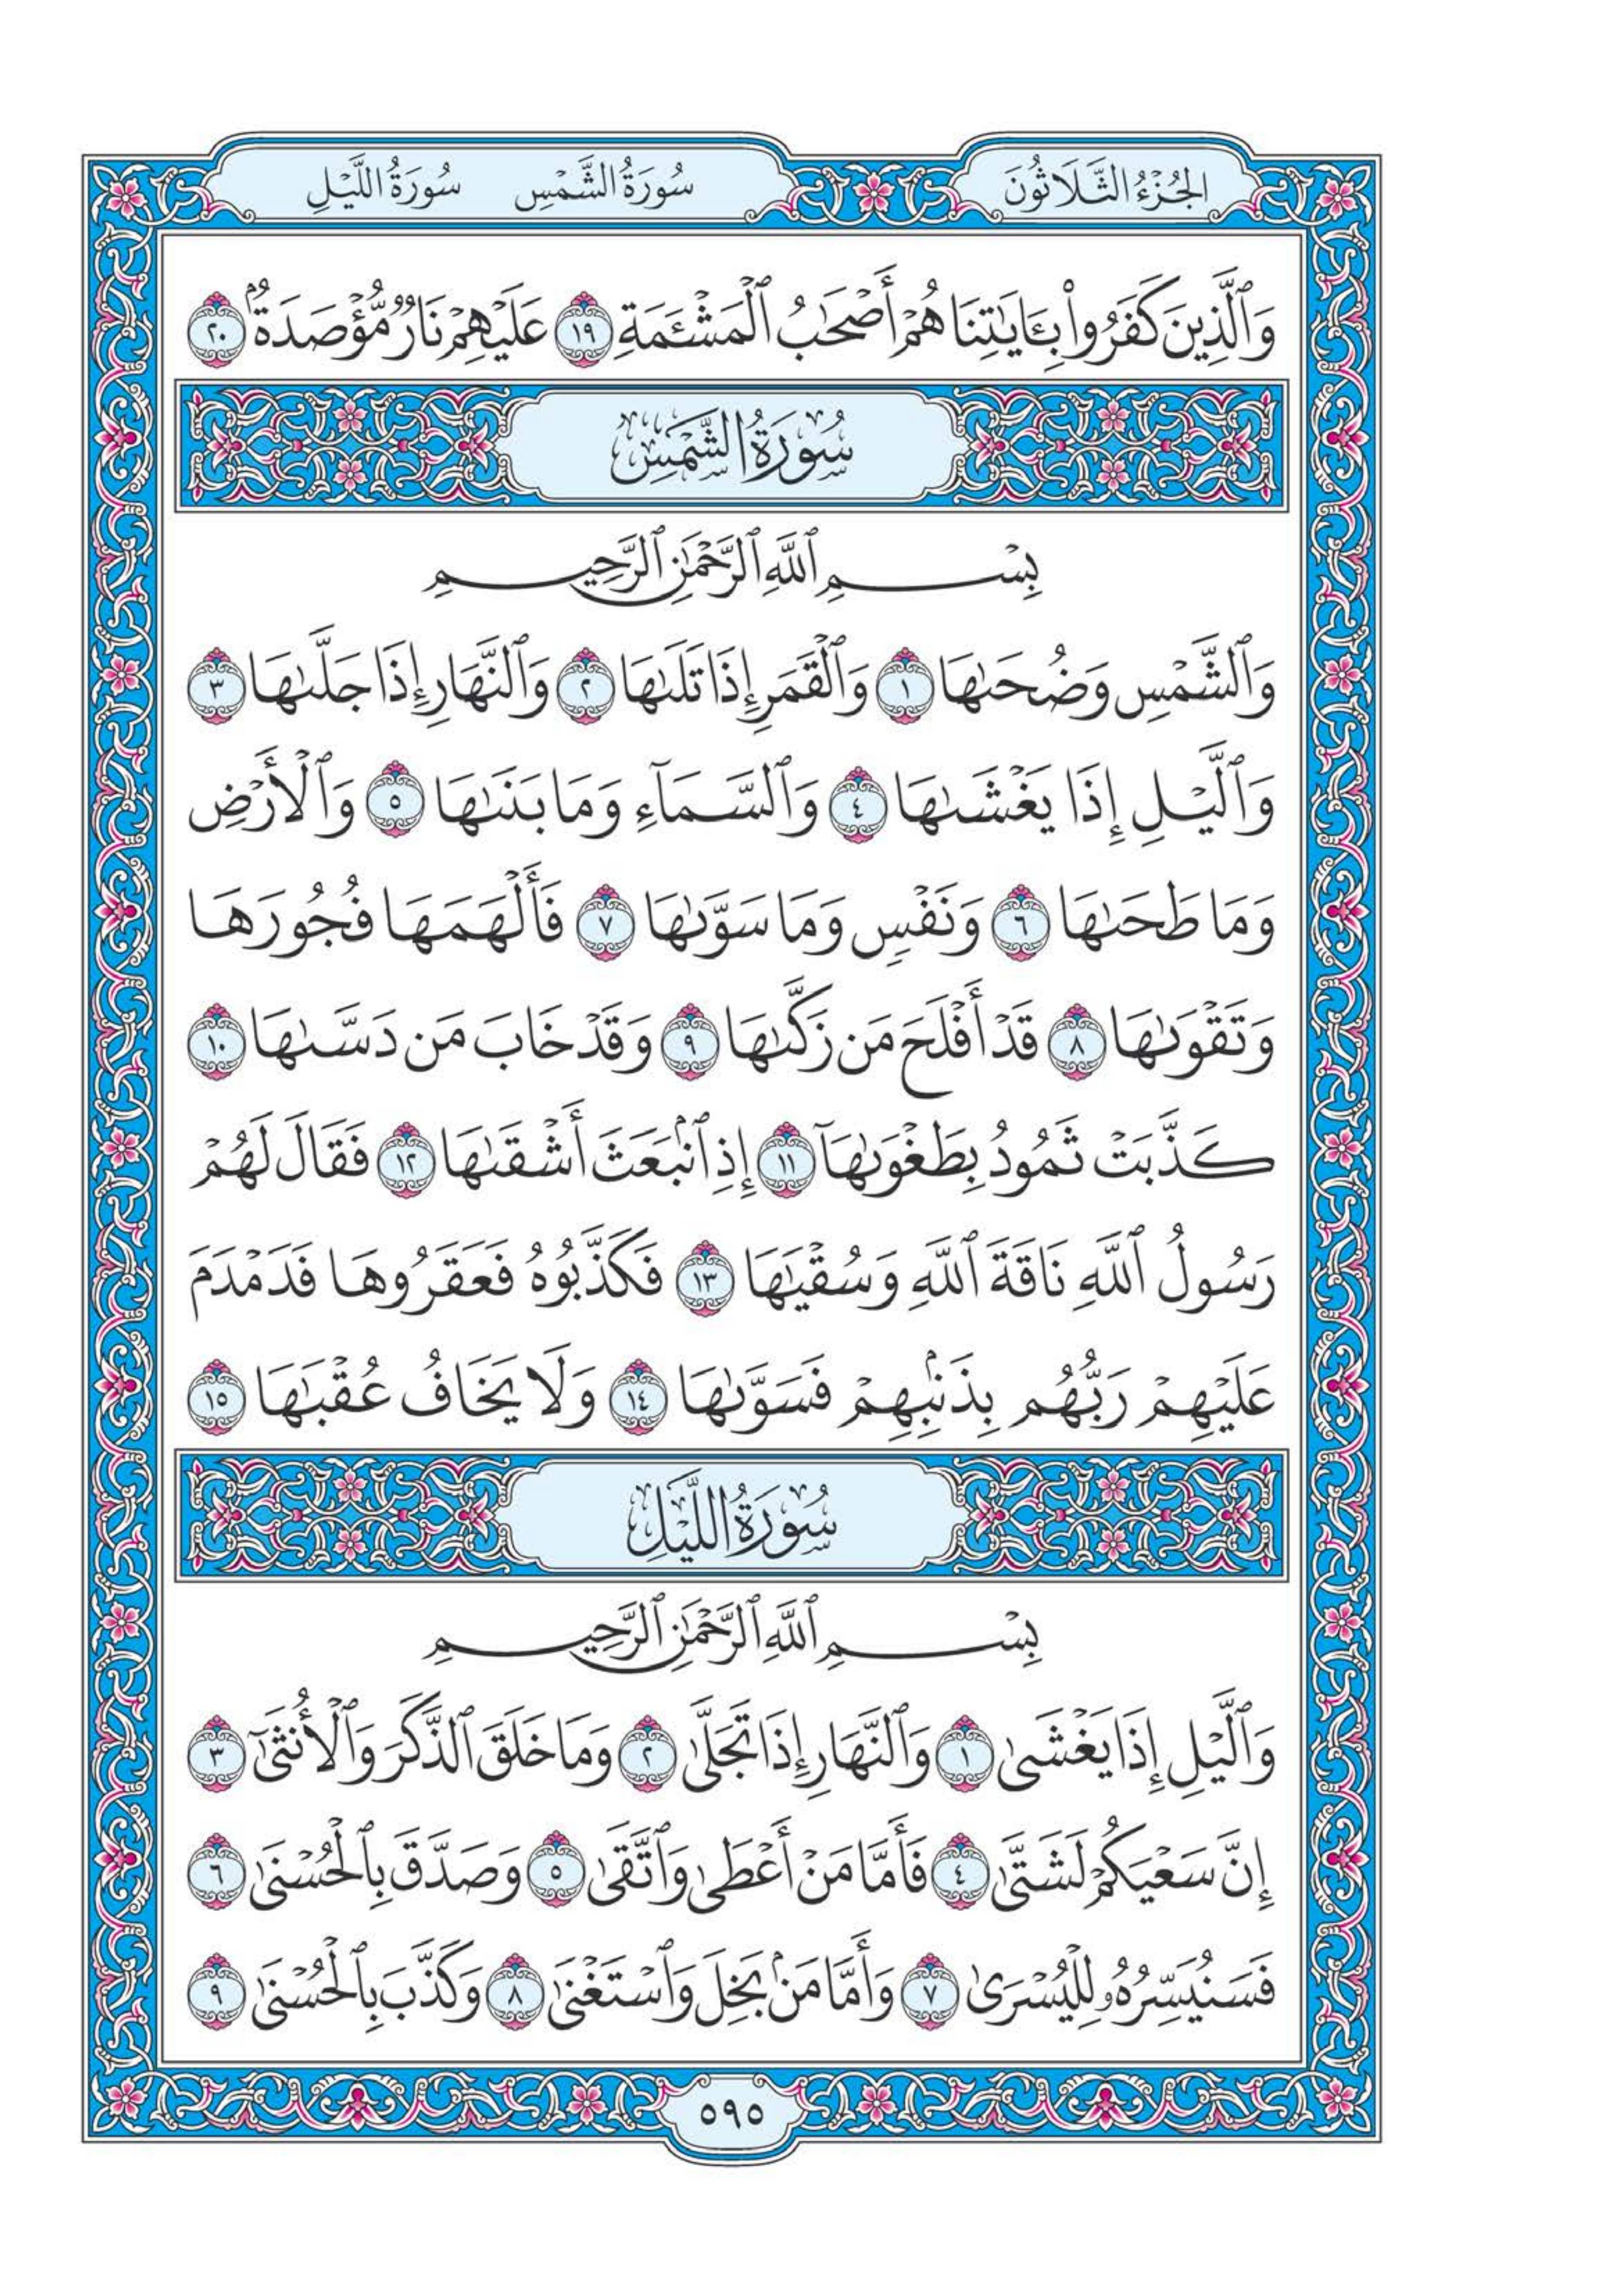 الجُزْءُ الثَّلَاثُونَ سُورَةُ الشَّمْسِ سُورَةُ اللَّيْلِ
وَٱلَّذِينَ كَفَرُوا۟ بِـَٔايَـٰتِنَا هُمْ أَصْحَـٰبُ ٱلْمَشْـَٔمَةِ ١٩ عَلَيْهِمْ نَارٌ مُّؤْصَدَةٌۢ ٢٠
سُورَةُ الشَّمْسِ
بِسْمِ ٱللَّهِ ٱلرَّحْمَـٰنِ ٱلرَّحِيمِ
وَٱلشَّمْسِ وَضُحَىٰهَا ١ وَٱلْقَمَرِ إِذَا تَلَىٰهَا ٢ وَٱلنَّهَارِ إِذَا جَلَّىٰهَا ٣
وَٱلَّيْلِ إِذَا يَغْشَىٰهَا ٤ وَٱلسَّمَآءِ وَمَا بَنَىٰهَا ٥ وَٱلْأَرْضِ
وَمَا طَحَىٰهَا ٦ وَنَفْسٍ وَمَا سَوَّىٰهَا ٧ فَأَلْهَمَهَا فُجُورَهَا
وَتَقْوَىٰهَا ٨ قَدْ أَفْلَحَ مَن زَكَّىٰهَا ٩ وَقَدْ خَابَ مَن دَسَّىٰهَا ١٠
كَذَّبَتْ ثَمُودُ بِطَغْوَىٰهَآ ١١ إِذِ ٱنۢبَعَثَ أَشْقَىٰهَا ١٢ فَقَالَ لَهُمْ
رَسُولُ ٱللَّهِ نَاقَةَ ٱللَّهِ وَسُقْيَـٰهَا ١٣ فَكَذَّبُوهُ فَعَقَرُوهَا فَدَمْدَمَ
عَلَيْهِمْ رَبُّهُم بِذَنۢبِهِمْ فَسَوَّىٰهَا ١٤ وَلَا يَخَافُ عُقْبَـٰهَا ١٥
سُورَةُ اللَّيْلِ
بِسْمِ ٱللَّهِ ٱلرَّحْمَـٰنِ ٱلرَّحِيمِ
وَٱلَّيْلِ إِذَا يَغْشَىٰ ١ وَٱلنَّهَارِ إِذَا تَجَلَّىٰ ٢ وَمَا خَلَقَ ٱلذَّكَرَ وَٱلْأُنثَىٰٓ ٣
إِنَّ سَعْيَكُمْ لَشَتَّىٰ ٤ فَأَمَّا مَنْ أَعْطَىٰ وَٱتَّقَىٰ ٥ وَصَدَّقَ بِٱلْحُسْنَىٰ ٦
فَسَنُيَسِّرُهُۥ لِلْيُسْرَىٰ ٧ وَأَمَّا مَنۢ بَخِلَ وَٱسْتَغْنَىٰ ٨ وَكَذَّبَ بِٱلْحُسْنَىٰ ٩
٥٩٥